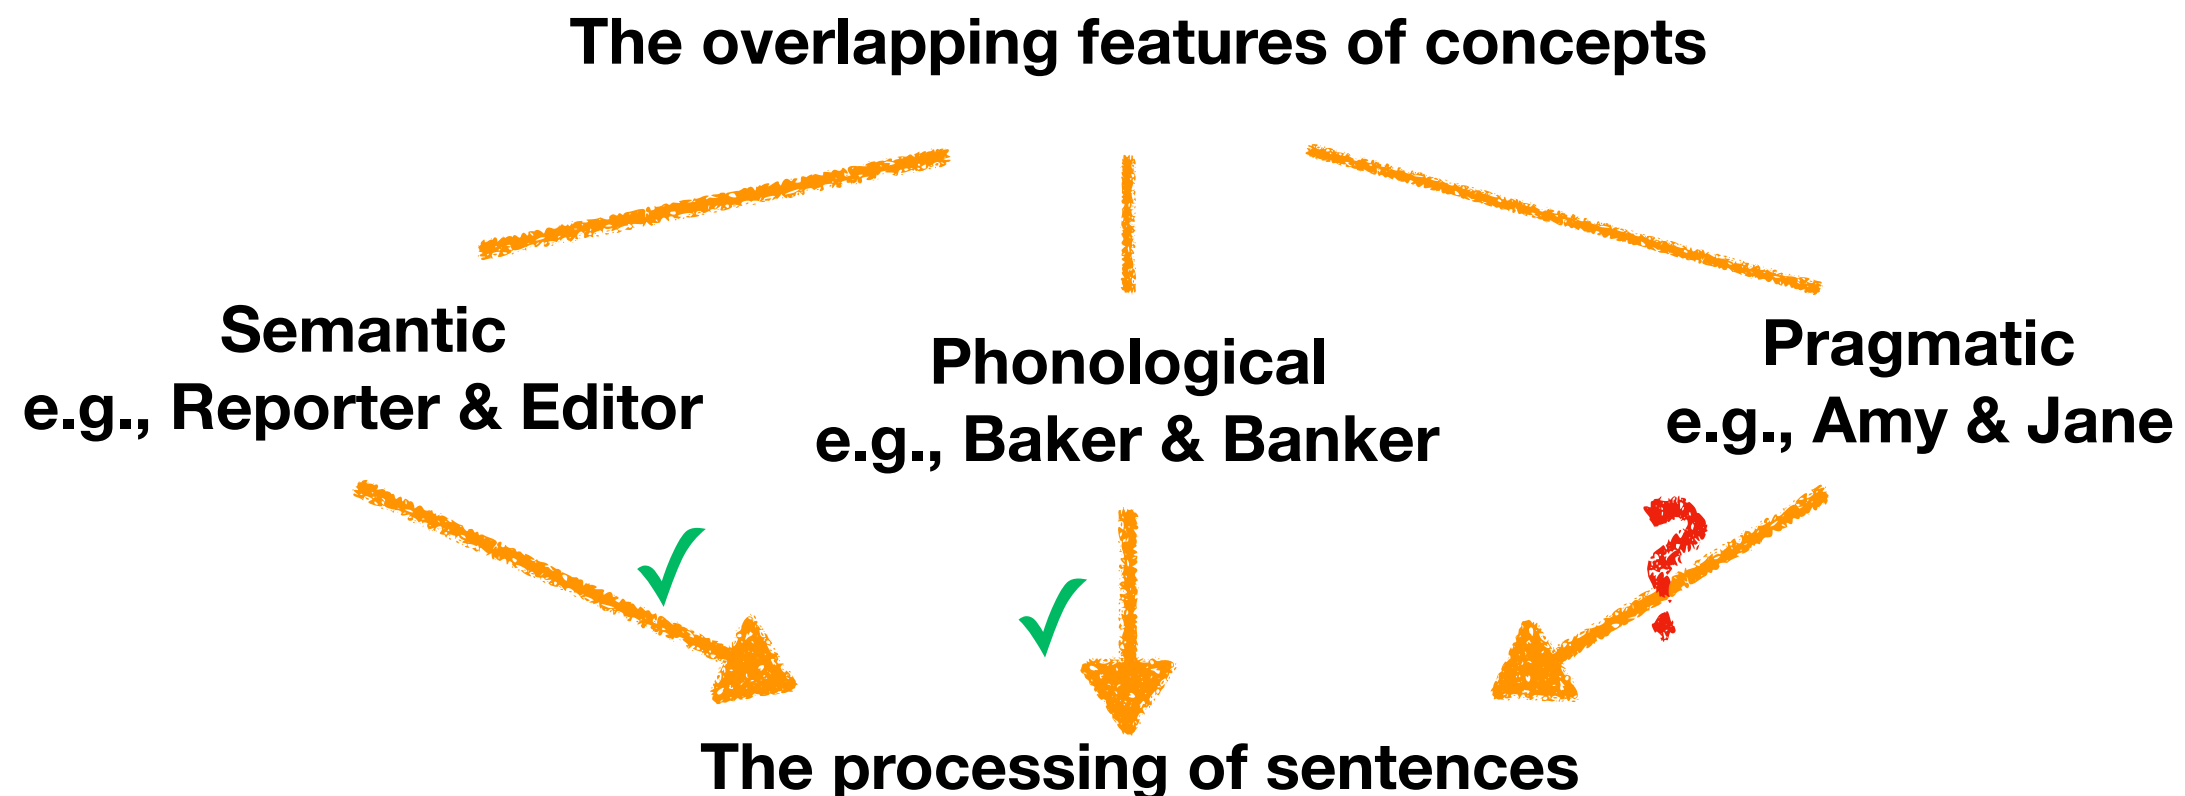 The overlapping features of concepts
Semantic
e.g., Reporter & Editor
Phonological
e.g., Baker & Banker
Pragmatic
e.g., Amy & Jane
?
The processing of sentences